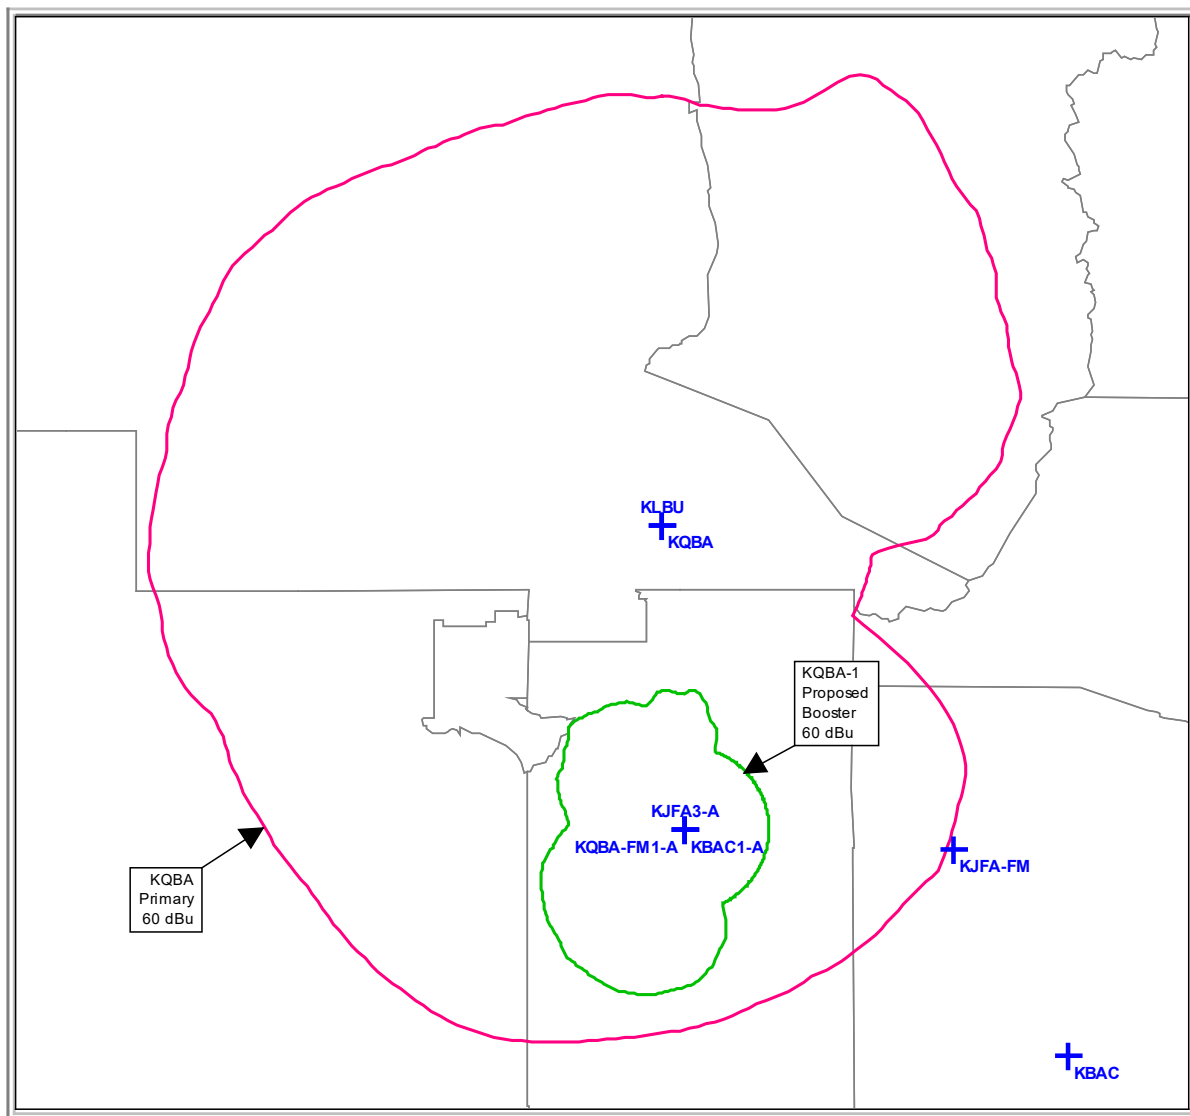 KLBU
KQBA
KQBA-1
Proposed
Booster
60 dBu
KJFA3-A
KQBA-FM1-A
KBAC1-A
KJFA-FM
KQBA
Primary
60 dBu
KBAC